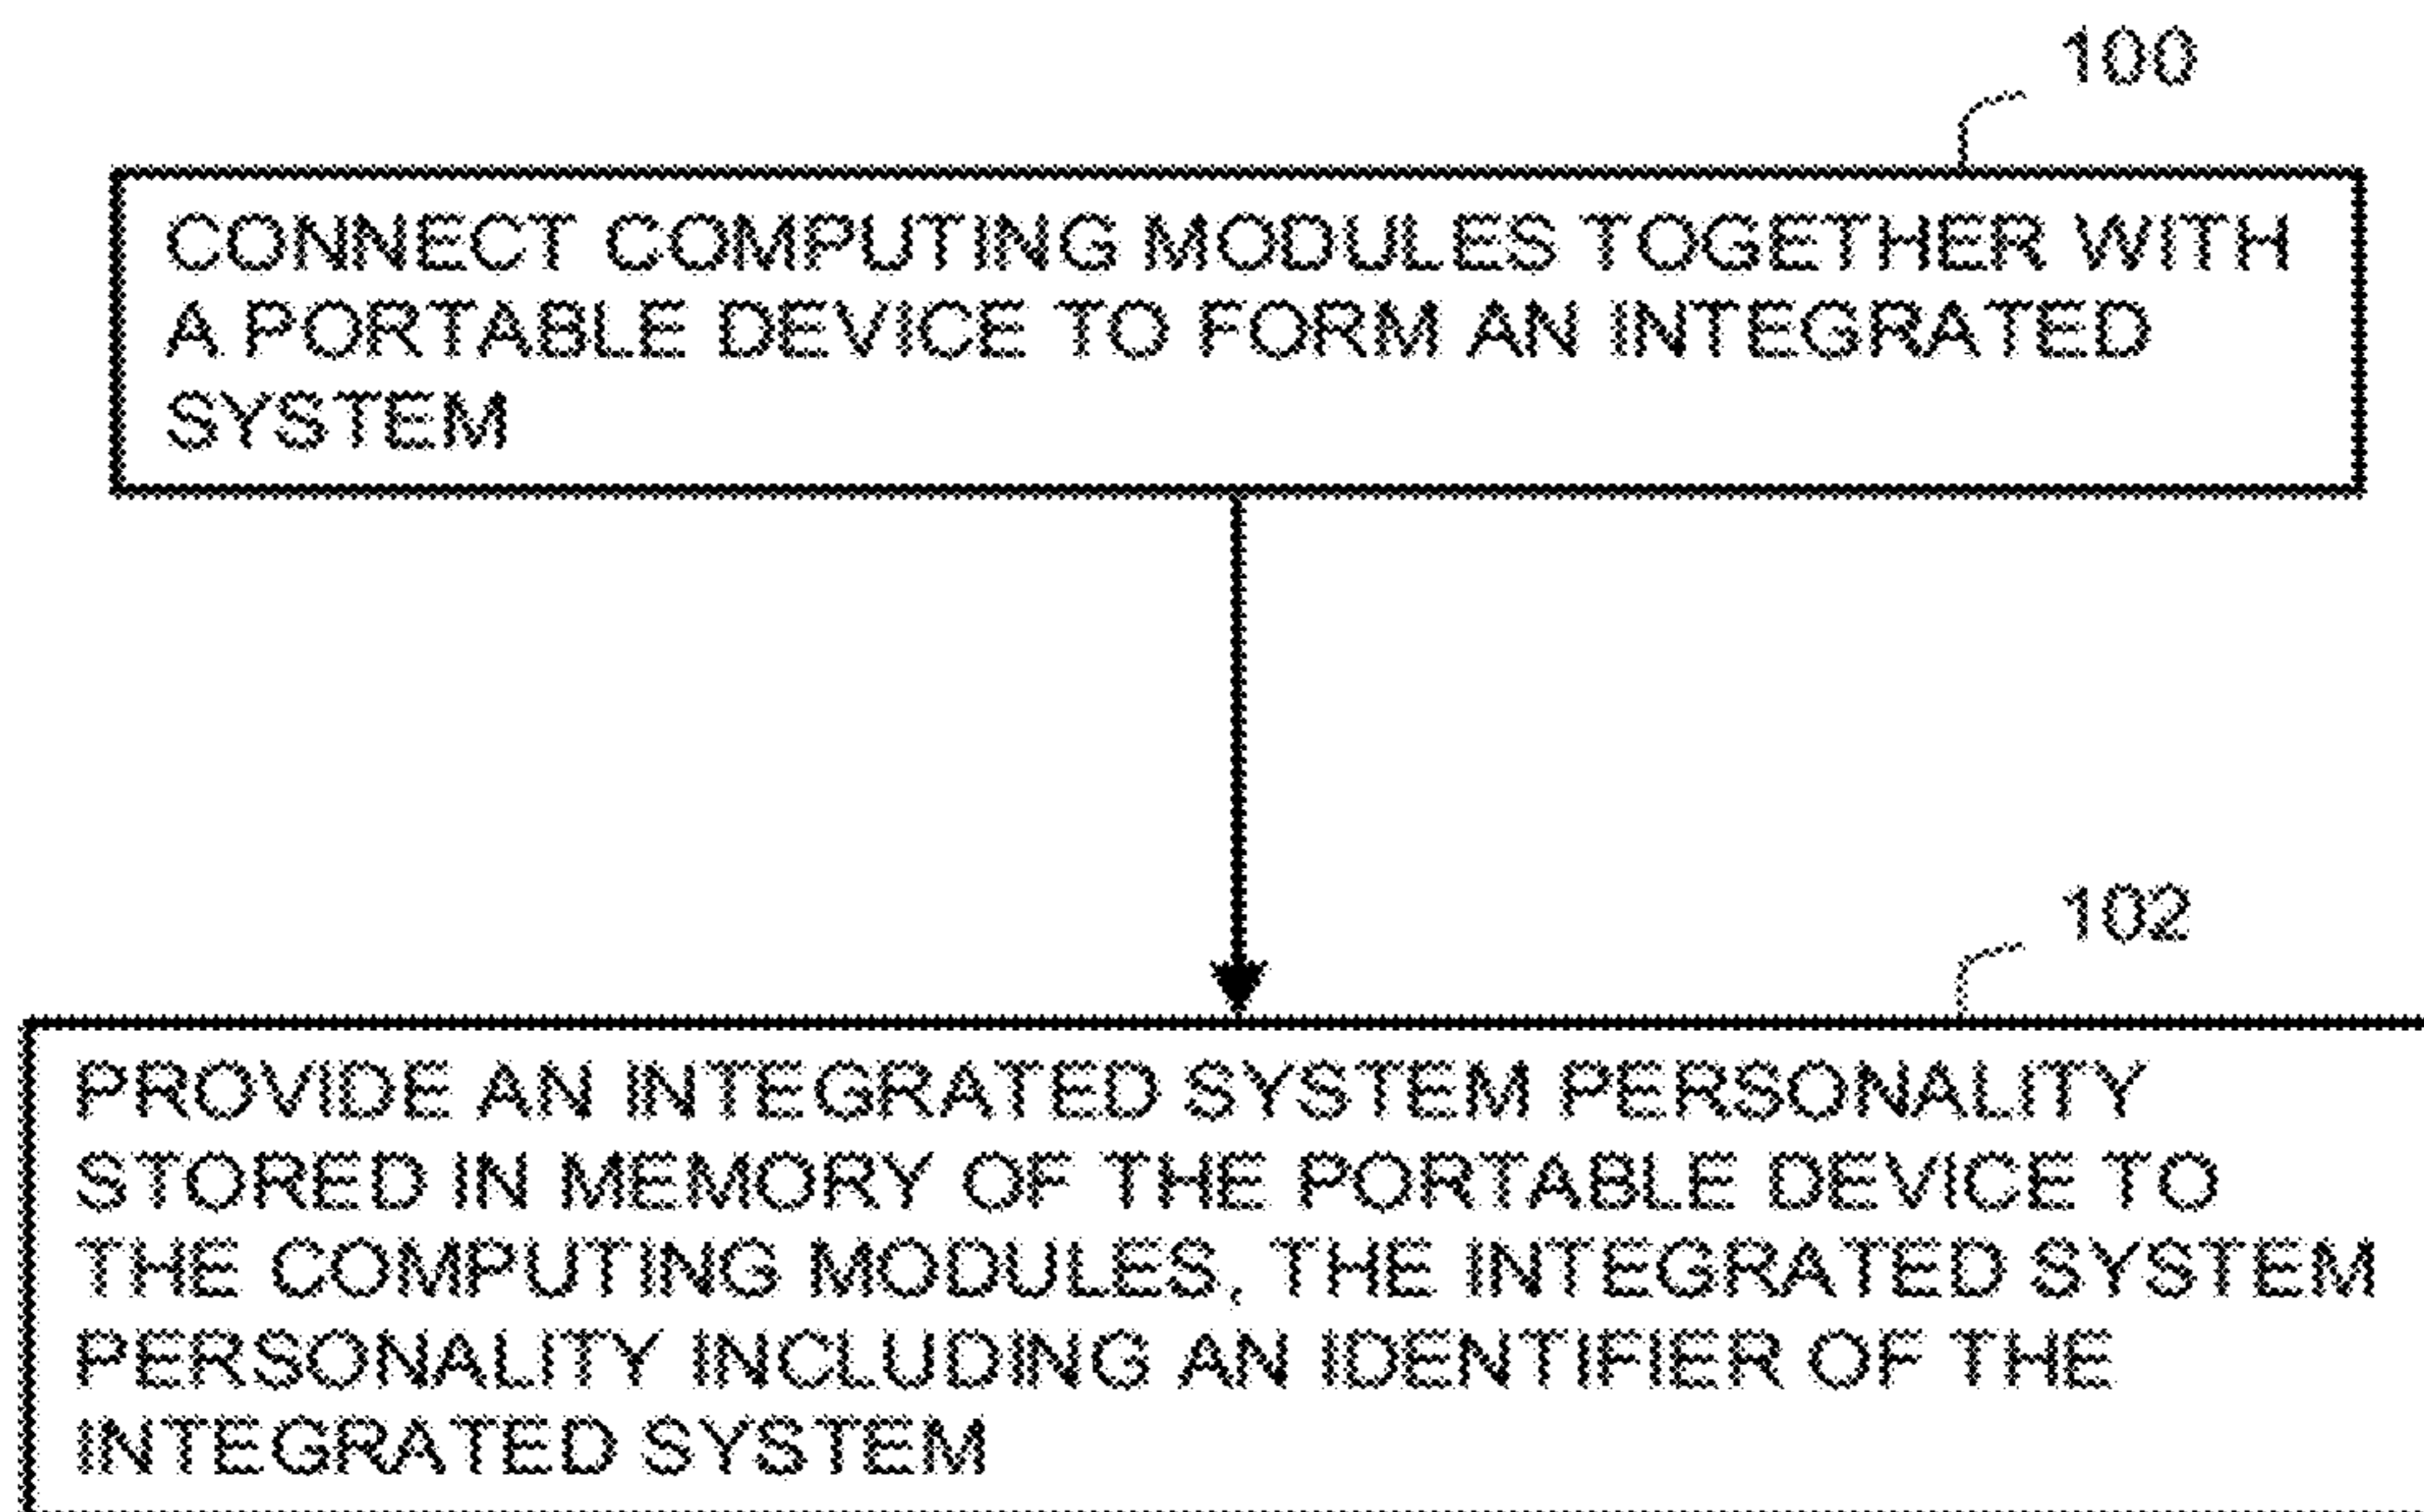 100
CONNECT COMPUTING MODULES TOGETHER WITH
A PORTABLE DEVICE TO FORM AN INTEGRATED
SYSTEM
102
PROVIDE AN INTEGRATED SYSTEM PERSONALITY
STORED IN MEMORY OF THE PORTABLE DEVICE TO
THE COMPUTING MODULES, THE INTEGRATED SYSTEM
PERSONALITY INCLUDING AN IDENTIFIER OF THE
INTEGRATED SYSTEM